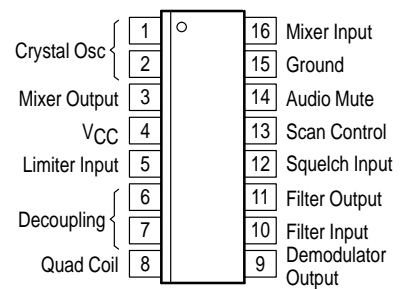 Crystal Osc
1
2
Mixer Output 3
VCC 4
Limiter Input 5
Decoupling
6
7
Quad Coil 8
16 Mixer Input
15 Ground
14 Audio Mute
13 Scan Control
12 Squelch Input
11 Filter Output
10 Filter Input
9 Demodulator
Output